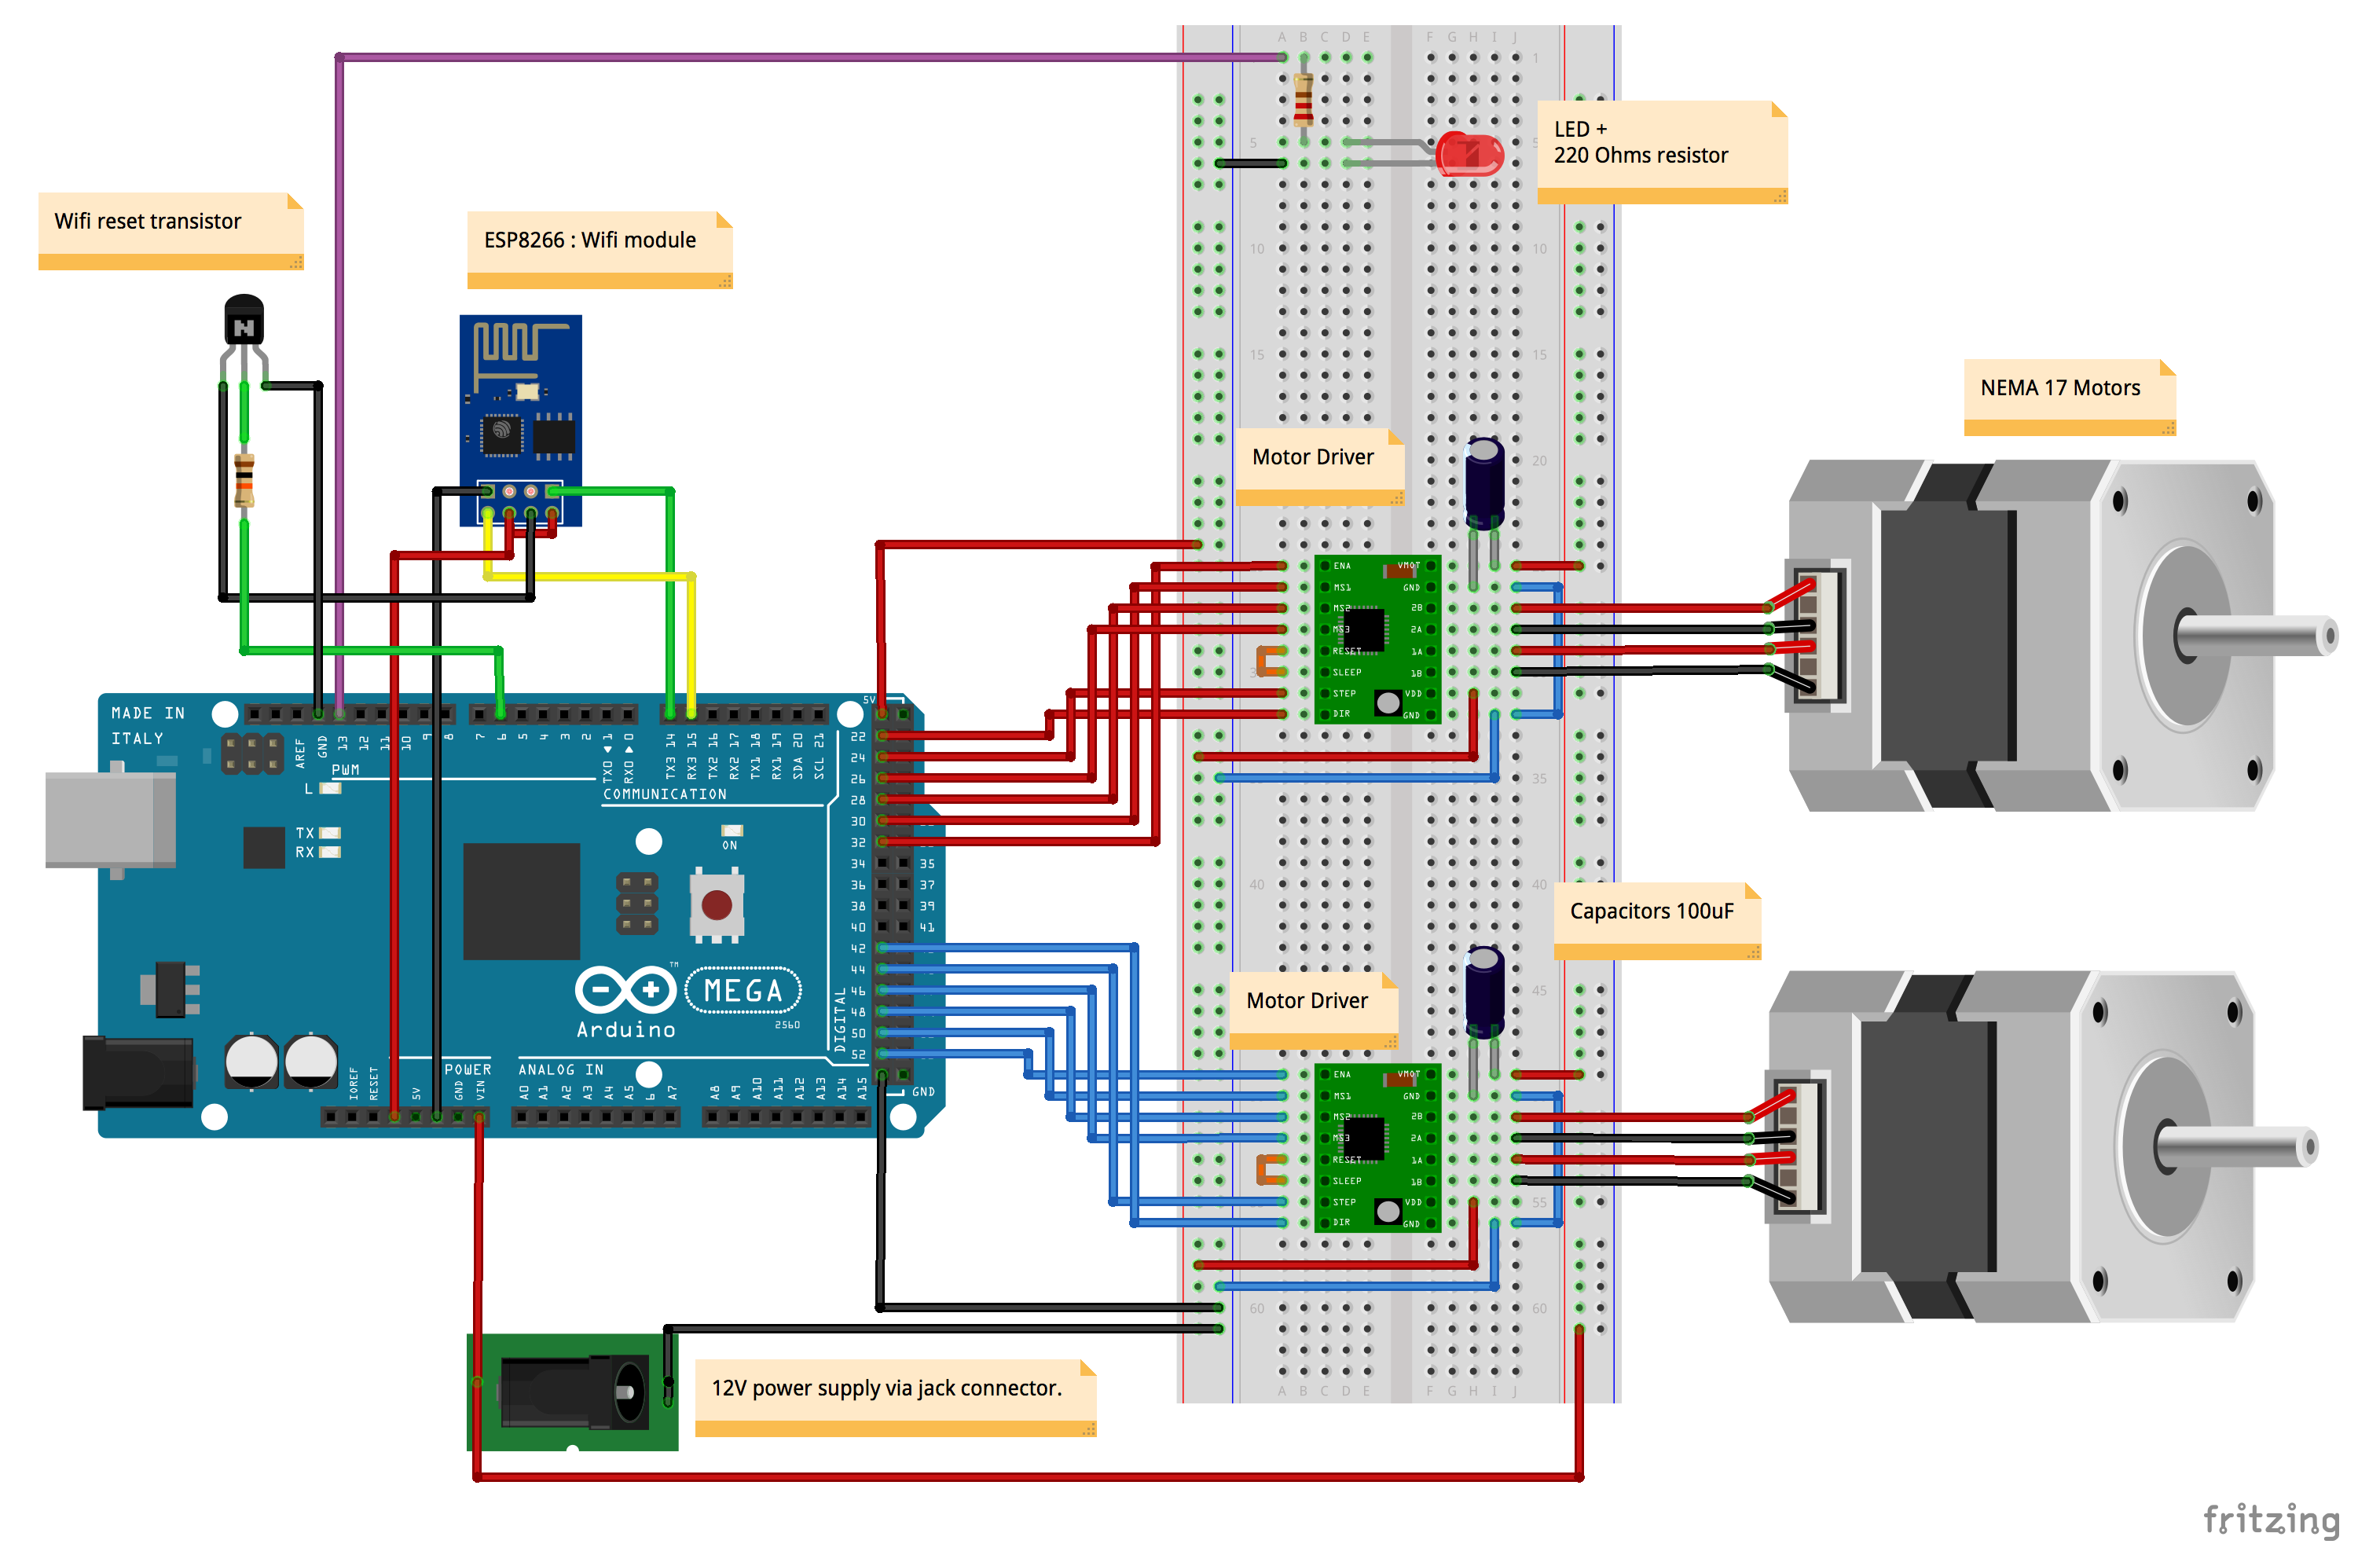 A B C D E F G H I J
1 1
LED +
220 Ohms resistor
5 5
Wifi reset transistor
ESP8266 : Wifi module
10 10
15 15
NEMA 17 Motors
Motor Driver
20
ENA VMOT
MS1 GND
MS2 2B
MS3 2A
RESET 1A
SLEEP 1B
STEP VDD
DIR GND
MADE IN
ITALY
AREF
GND
13
12
11
10
9
8
7
6
5
4
3
2
TX0 1
RX0 0
TX3 14
RX3 15
TX2 16
RX2 17
TX1 18
RX1 19
SDA 20
SCL 21
5V
PWM
COMMUNICATION
L
TX
RX
ON
22
24
26
28
30
32
34 35
36 37
38 39
40 41
42
44
46
48
50
52
GND
DIGITAL
35
40 40
Capacitors 100uF
Motor Driver
45
TM
MEGA
2560
Arduino
POWER
ANALOG IN
IOREF
RESET
5V
GND
VIN
A0
A1
A2
A3
A4
A5
6
A7
A8
A9
A10
A11
A12
A13
A14
A15
ENA VMOT
MS1 GND
MS2 2B
MS3 2A
RESET 1A
SLEEP 1B
STEP VDD
DIR GND
55
60 60
12V power supply via jack connector.
A B C D E F G H I J
fritzing